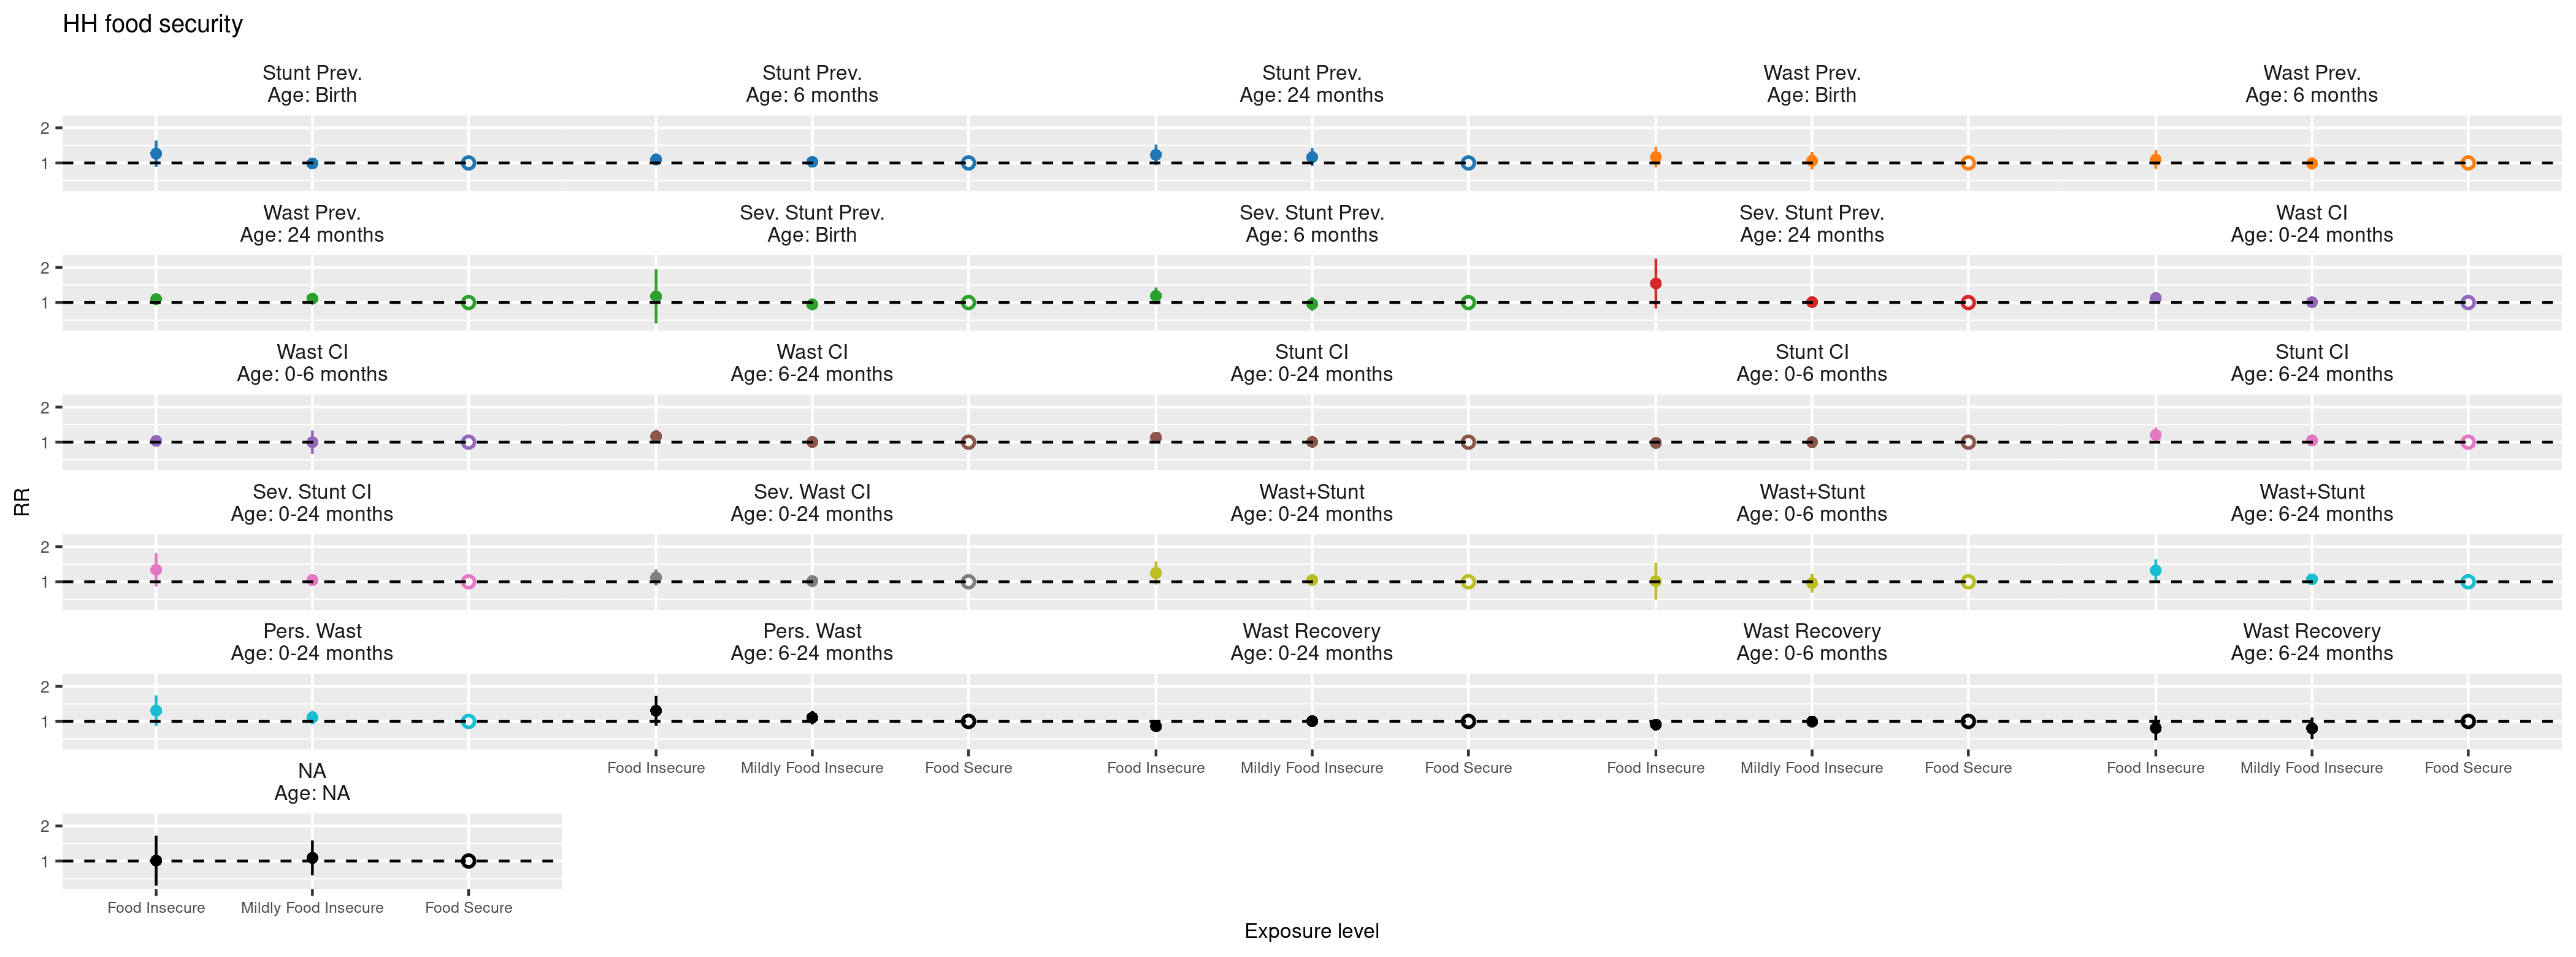 HH food security
Stunt Prev.
Age: Birth
Stunt Prev.
Age: 6 months
Stunt Prev.
Age: 24 months
Wast Prev.
Age: Birth
Wast Prev.
Age: 6 months
2
1
Wast Prev.
Age: 24 months
Sev. Stunt Prev.
Age: Birth
Sev. Stunt Prev.
Age: 6 months
Sev. Stunt Prev.
Age: 24 months
Wast CI
Age: 0-24 months
2
1
Wast CI
Age: 0-6 months
Wast CI
Age: 6-24 months
Stunt CI
Age: 0-24 months
Stunt CI
Age: 0-6 months
Stunt CI
Age: 6-24 months
2
1
RR
Sev. Stunt CI
Age: 0-24 months
Sev. Wast CI
Age: 0-24 months
Wast+Stunt
Age: 0-24 months
Wast+Stunt
Age: 0-6 months
Wast+Stunt
Age: 6-24 months
2
1
Pers. Wast
Age: 0-24 months
Pers. Wast
Age: 6-24 months
Wast Recovery
Age: 0-24 months
Wast Recovery
Age: 0-6 months
Wast Recovery
Age: 6-24 months
2
1
Food Insecure Mildly Food Insecure Food Secure
Food Insecure Mildly Food Insecure Food Secure
Food Insecure Mildly Food Insecure Food Secure
Food Insecure Mildly Food Insecure Food Secure
NA
Age: NA
2
1
Food Insecure Mildly Food Insecure Food Secure
Exposure level